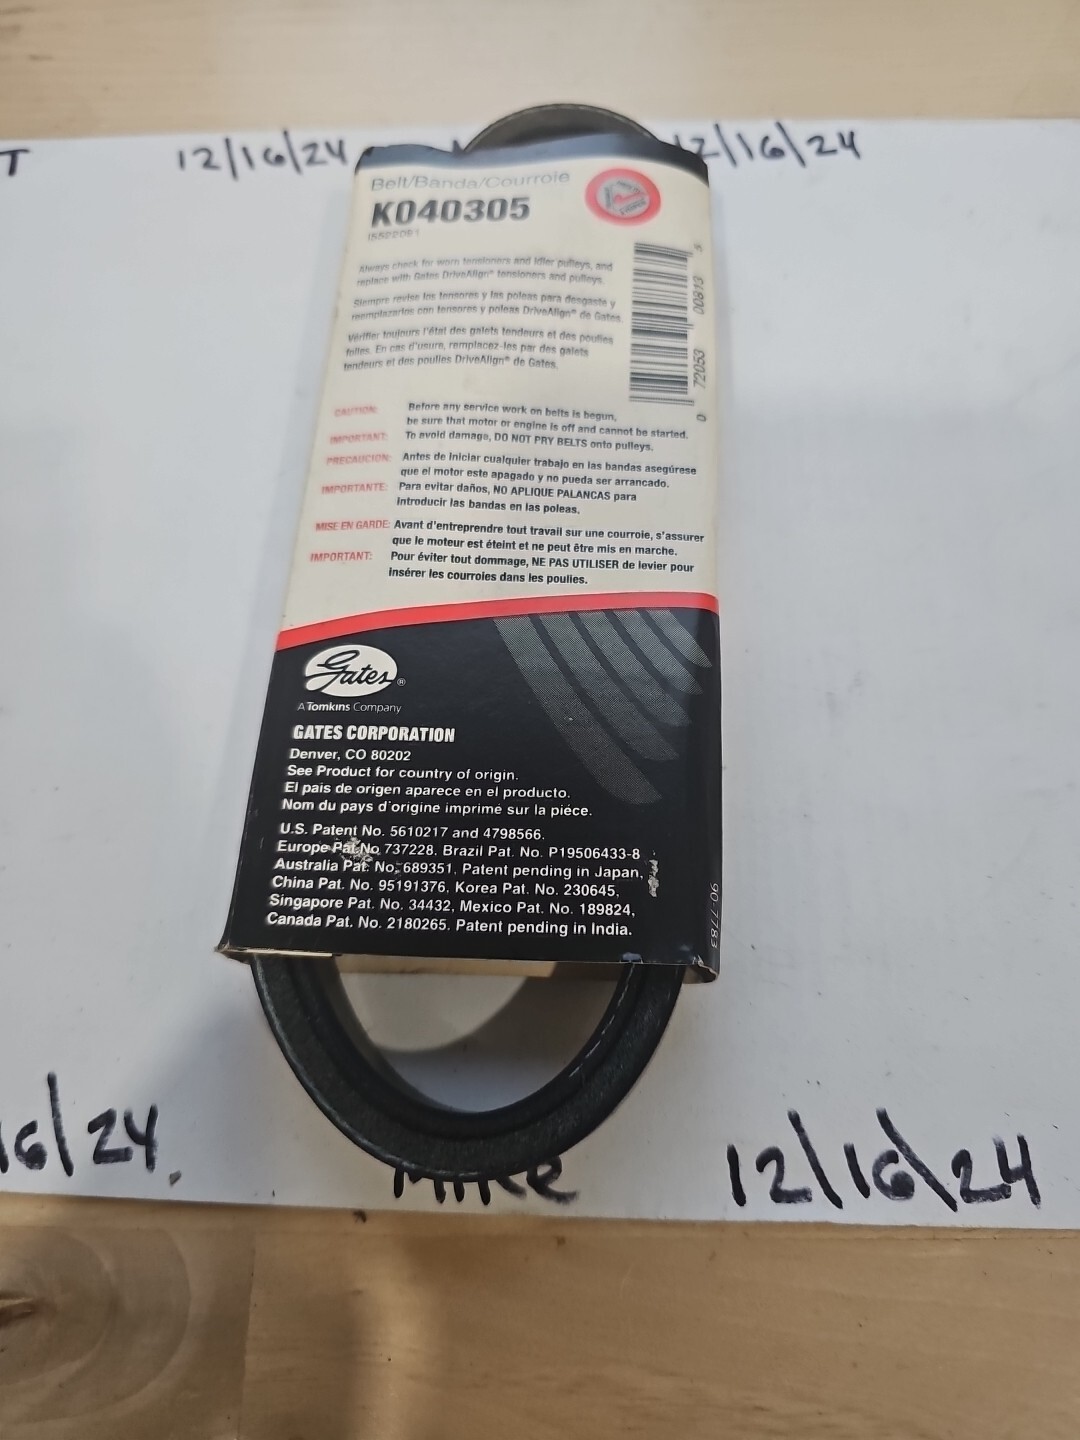 T
12/16/24
12/16/24
Belt/Banda/Courroie
K040305
Always check for worn tensioners and idler pulleys, and
replace with Gates DriveAlign® tensioners and pulleys.
Siempre revise los tensores y las poleas para desgaste y
reemplazarlos con tensores y poleas DriveAlign® de Gates.
Vérifier toujours l'état des galets tendeurs et des poulies
folles. En cas d'usure, remplacez-les par des galets
tendeurs et des poulies DriveAlign® de Gates.
0 72053 00813 5
CAUTION: Before any service work on belts is begun,
be sure that motor or engine is off and cannot be started.
IMPORTANT: To avoid damage, DO NOT PRY BELTS onto pulleys.
PRECAUCION: Antes de iniciar cualquier trabajo en las bandas asegúrese
que el motor este apagado y no pueda ser arrancado.
IMPORTANTE: Para evitar daños, NO APLIQUE PALANCAS para
introducir las bandas en las poleas.
MISE EN GARDE: Avant d'entreprendre tout travail sur une courroie, s'assurer
que le moteur est éteint et ne peut être mis en marche.
IMPORTANT: Pour éviter tout dommage, NE PAS UTILISER de levier pour
insérer les courroies dans les poulies.
Gates®
A Tomkins Company
GATES CORPORATION
Denver, CO 80202
See Product for country of origin.
El pais de origen aparece en el producto.
Nom du pays d'origine imprimé sur la pièce.
U.S. Patent No. 5610217 and 4798566.
Europe Pat No 737228, Brazil Pat. No. P19506433-8
Australia Pat. No. 689351, Patent pending in Japan,
China Pat. No. 95191376, Korea Pat. No. 230645,
Singapore Pat. No. 34432, Mexico Pat. No. 189824,
Canada Pat. No. 2180265. Patent pending in India.
90-7783
16/24
Mike
12/16/24